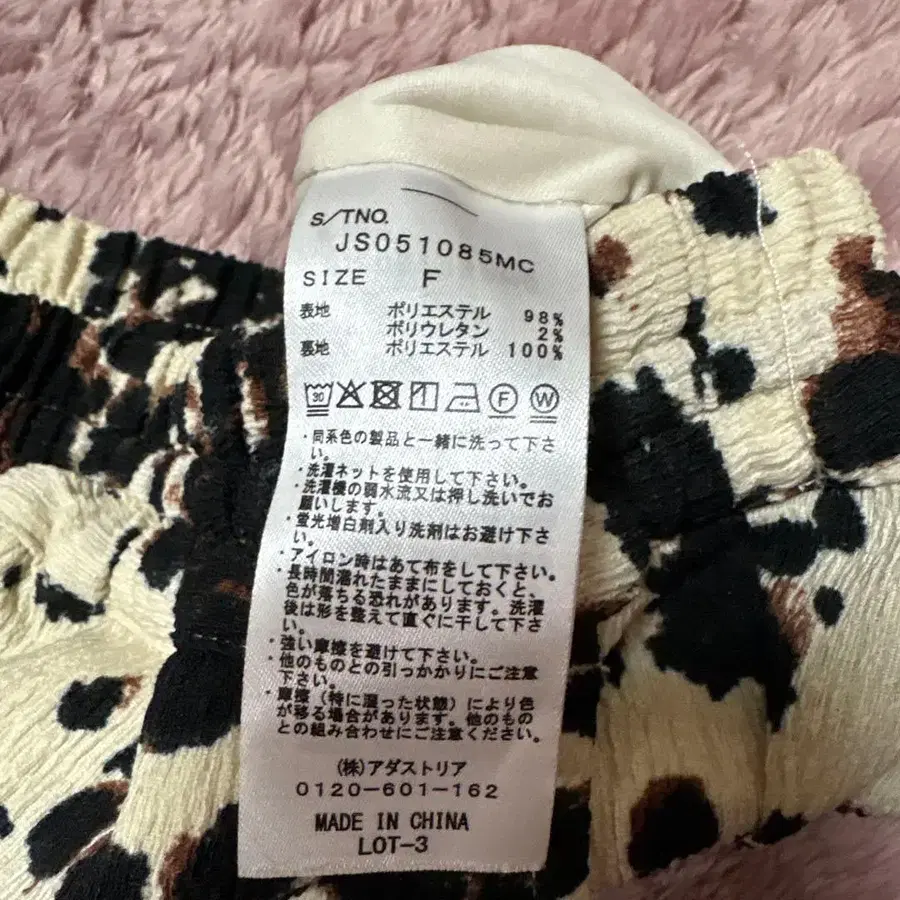 S/TNO.
JS051085MC
SIZE F
表地 ポリエステル 98%
ポリウレタン 2%
裏地 ポリエステル 100%
30 F W
・同系色の製品と一緒に洗って下さ
い。
・洗濯ネットを使用して下さい。
・洗濯機の弱水流又は押し洗いでお
願いします。
・蛍光増白剤入り洗剤はお避け下さ
い。
・アイロン時はあて布をして下さい。
・長時間濡れたままにしておくと、
色が落ちる恐れがあります。洗濯
後は形を整えて直ぐに干して下さ
い。
・強い摩擦を避けて下さい。
・他のものとの引っかかりにご注意
下さい。
・摩擦（特に湿った状態）により色
が移る場合があります。他のもの
との組み合わせにご注意ください。
(株)アダストリア
0120-601-162
MADE IN CHINA
LOT-3